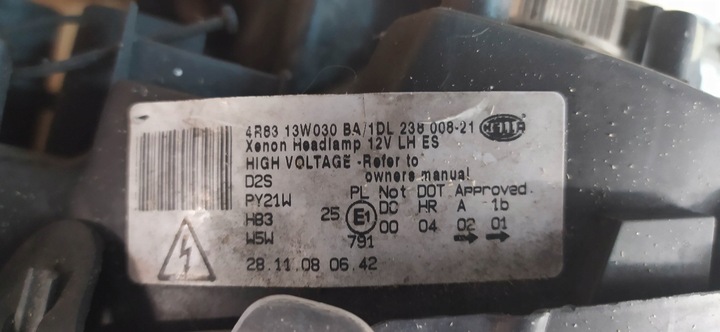 4R83 13W030 BA/1DL 238 008-21 HELLA
Xenon Headlamp 12V LH ES
HIGH VOLTAGE -Refer to
owners manual
D2S
PL Not DOT Approved
PY21W
DC HR A 1b
HB3
25 E1
00 04 02 01
W5W
791
28.11.08 06.42